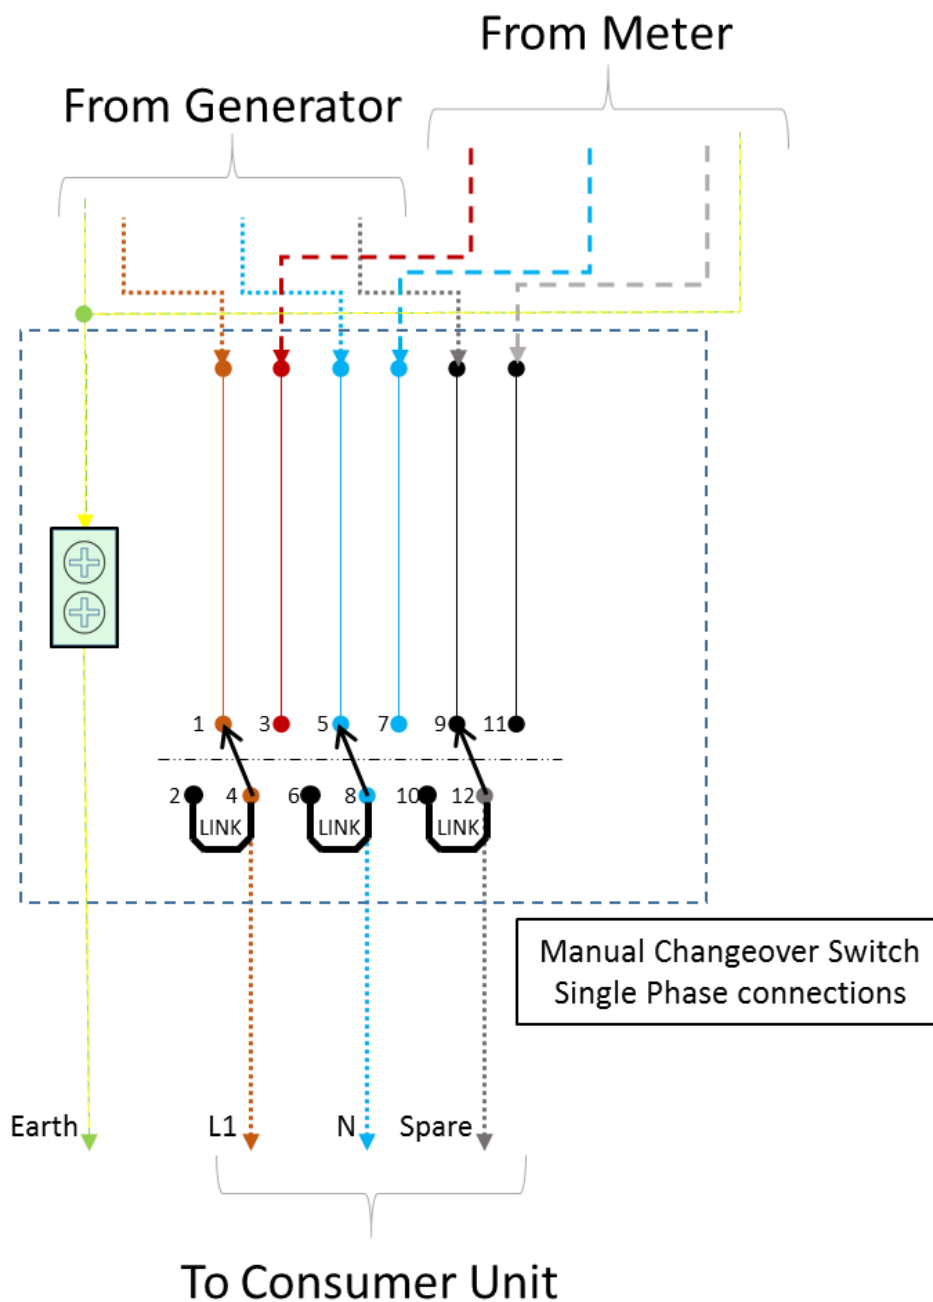 From Meter
From Generator
1 3 5 7 9 11
2 4 6 8 10 12
LINK LINK LINK
Manual Changeover Switch
Single Phase connections
Earth L1 N Spare
To Consumer Unit